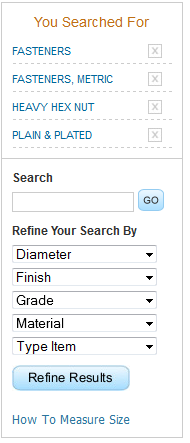 You Searched For
FASTENERS X
FASTENERS, METRIC X
HEAVY HEX NUT X
PLAIN & PLATED X
Search
GO
Refine Your Search By
Diameter
Finish
Grade
Material
Type Item
Refine Results
How To Measure Size